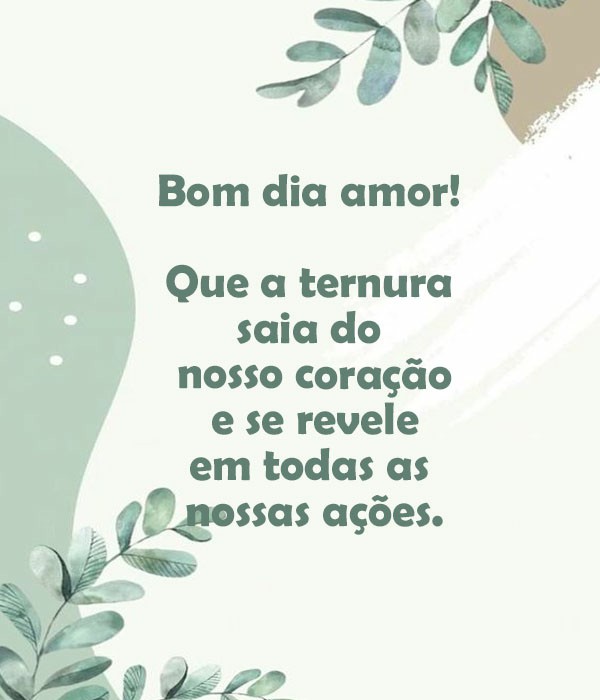 Bom dia amor!
Que a ternura
saia do
nosso coração
e se revele
em todas as
nossas ações.